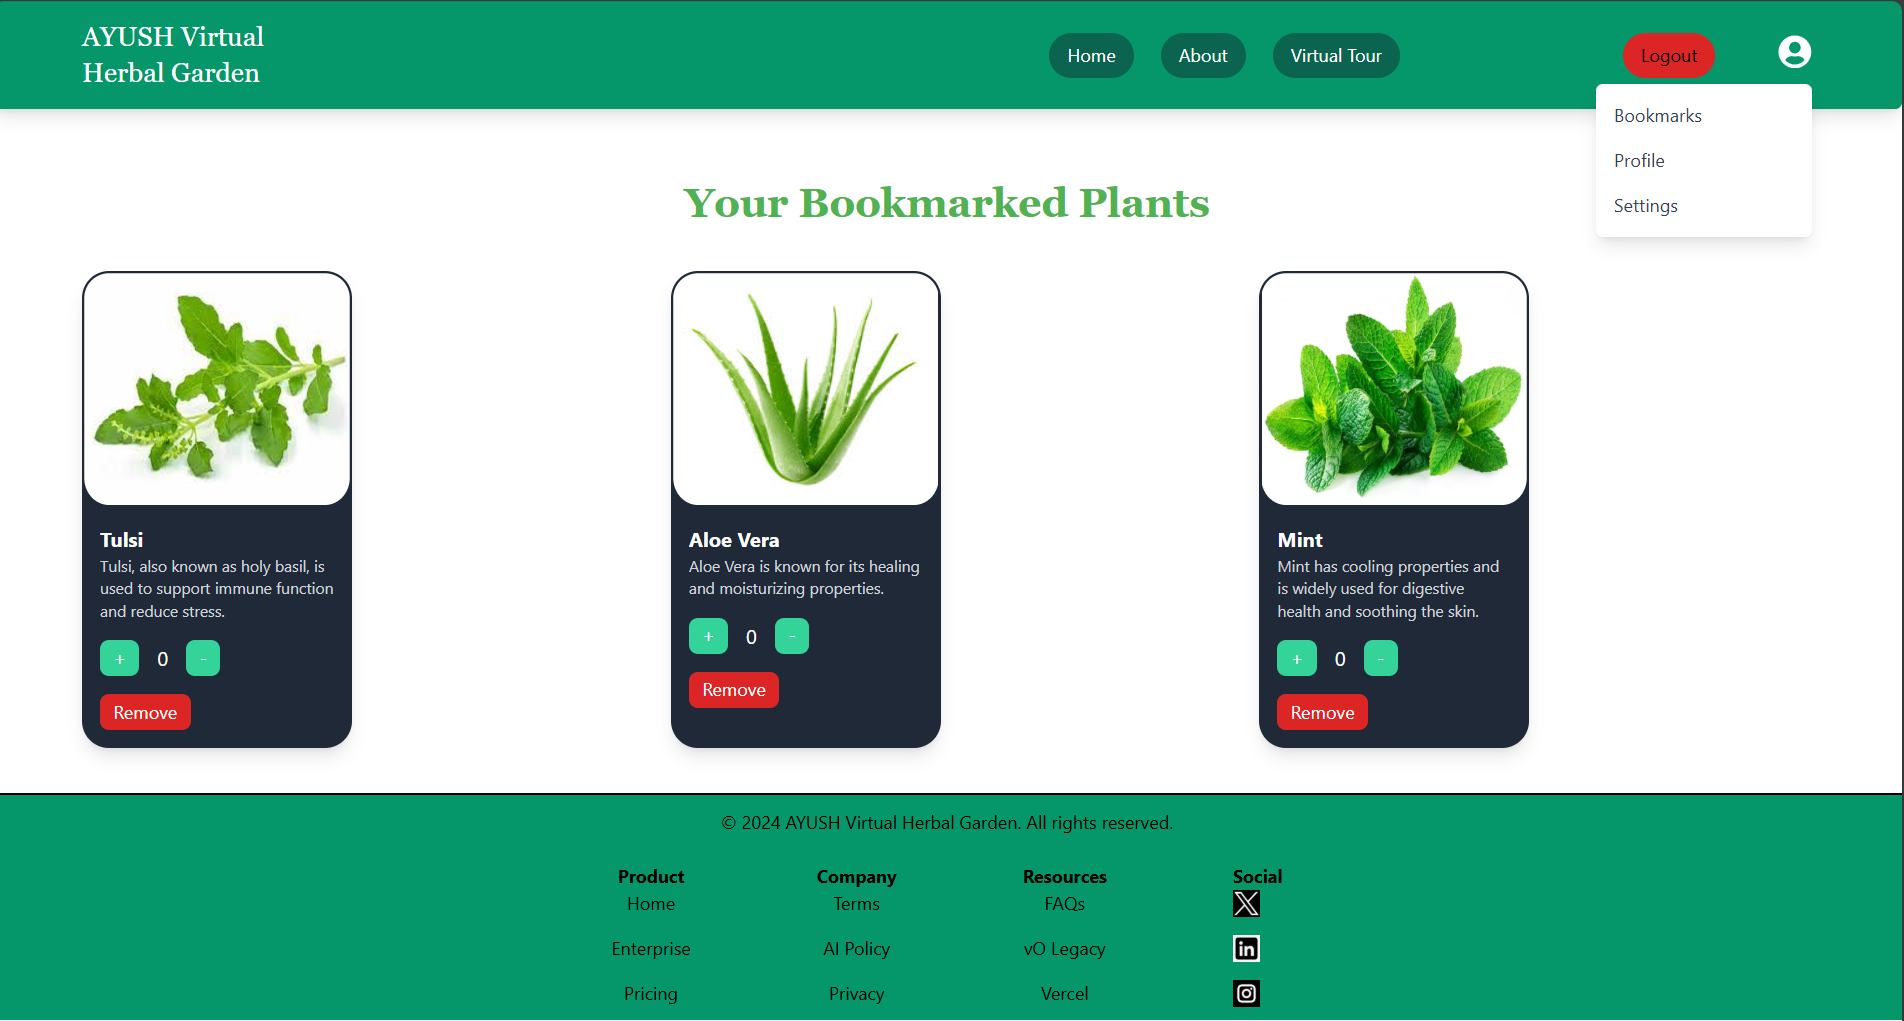 AYUSH Virtual
Herbal Garden
Home
About
Virtual Tour
Logout
Bookmarks
Profile
Settings
Your Bookmarked Plants
Tulsi
Tulsi, also known as holy basil, is
used to support immune function
and reduce stress.
+ 0 -
Remove
Aloe Vera
Aloe Vera is known for its healing
and moisturizing properties.
+ 0 -
Remove
Mint
Mint has cooling properties and
is widely used for digestive
health and soothing the skin.
+ 0 -
Remove
© 2024 AYUSH Virtual Herbal Garden. All rights reserved.
Product
Home
Enterprise
Pricing
Company
Terms
AI Policy
Privacy
Resources
FAQs
vO Legacy
Vercel
Social
X
in